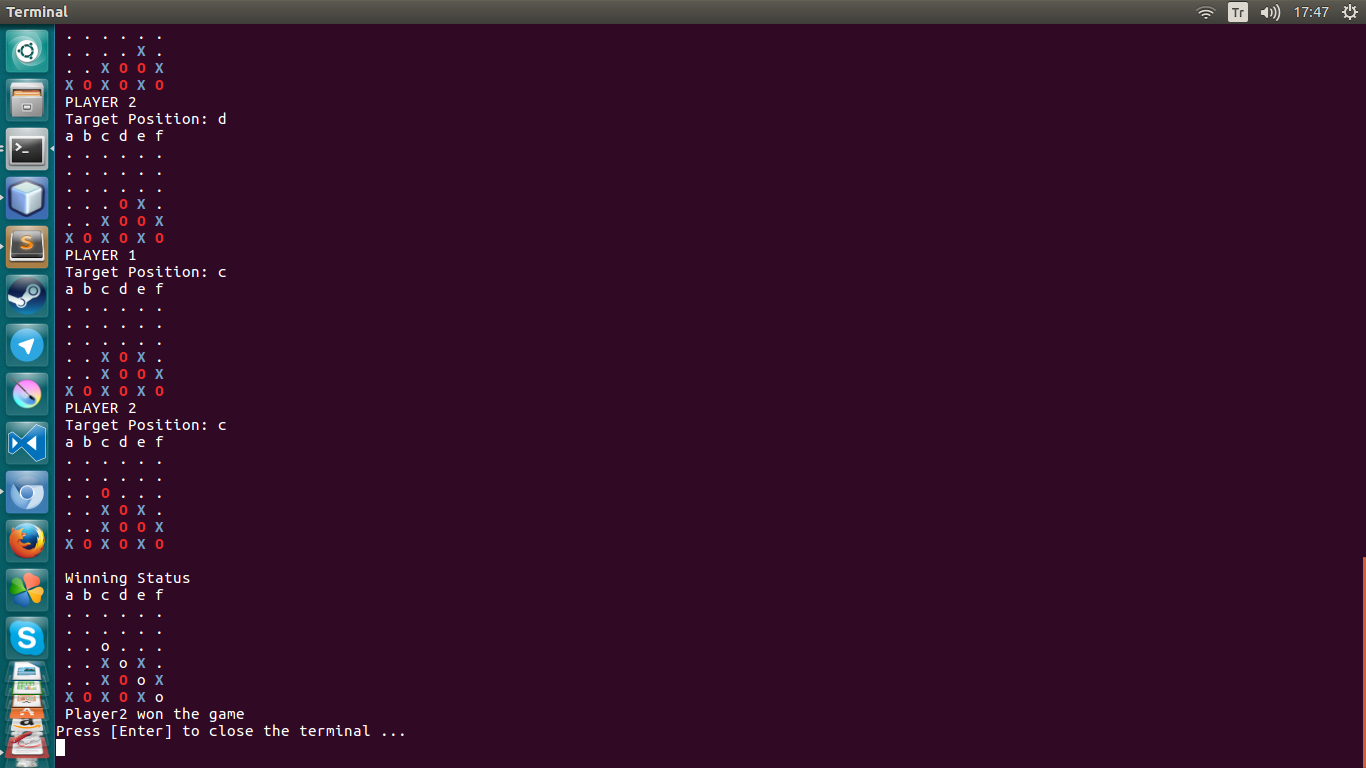 Terminal
Tr 17:47
. . . . . .
. . . . X .
. . X O O X
X O X O X O
PLAYER 2
Target Position: d
a b c d e f
. . . . . .
. . . . . .
. . . . . .
. . . O X .
. . X O O X
X O X O X O
PLAYER 1
Target Position: c
a b c d e f
. . . . . .
. . . . . .
. . . . . .
. . X O X .
. . X O O X
X O X O X O
PLAYER 2
Target Position: c
a b c d e f
. . . . . .
. . . . . .
. . O . . .
. . X O X .
. . X O O X
X O X O X O
Winning Status
a b c d e f
. . . . . .
. . . . . .
. . o . . .
. . X o X .
. . X O o X
X O X O X o
Player2 won the game
Press [Enter] to close the terminal ...